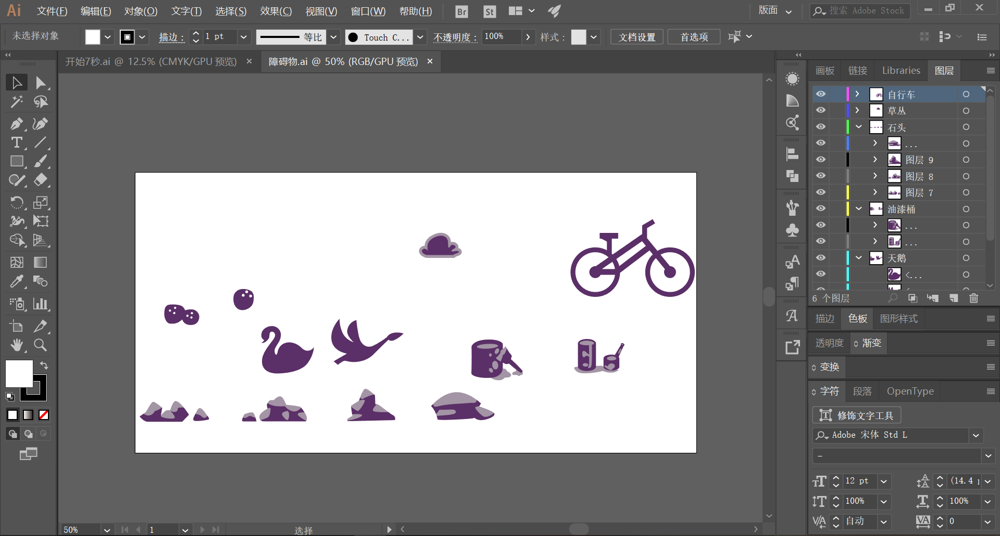 Ai 文件(F) 编辑(E) 对象(O) 文字(T) 选择(S) 效果(C) 视图(V) 窗口(W) 帮助(H) Br St 版面 搜索 Adobe Stock
未选择对象 描边： 1 pt 等比 Touch C... 不透明度： 100% 样式： 文档设置 首选项
开始7秒.ai @ 12.5% (CMYK/GPU 预览) × 障碍物.ai @ 50% (RGB/GPU 预览) ×
画板 链接 Libraries 图层
自行车
草丛
石头
...
图层 9
图层 8
图层 7
油漆桶
...
...
天鹅
<...
6 个图层
描边 色板 图形样式
透明度 渐变
变换
字符 段落 OpenType
修饰文字工具
Adobe 宋体 Std L
-
12 pt (14.4
100% 100%
自动 0
50% 1 选择